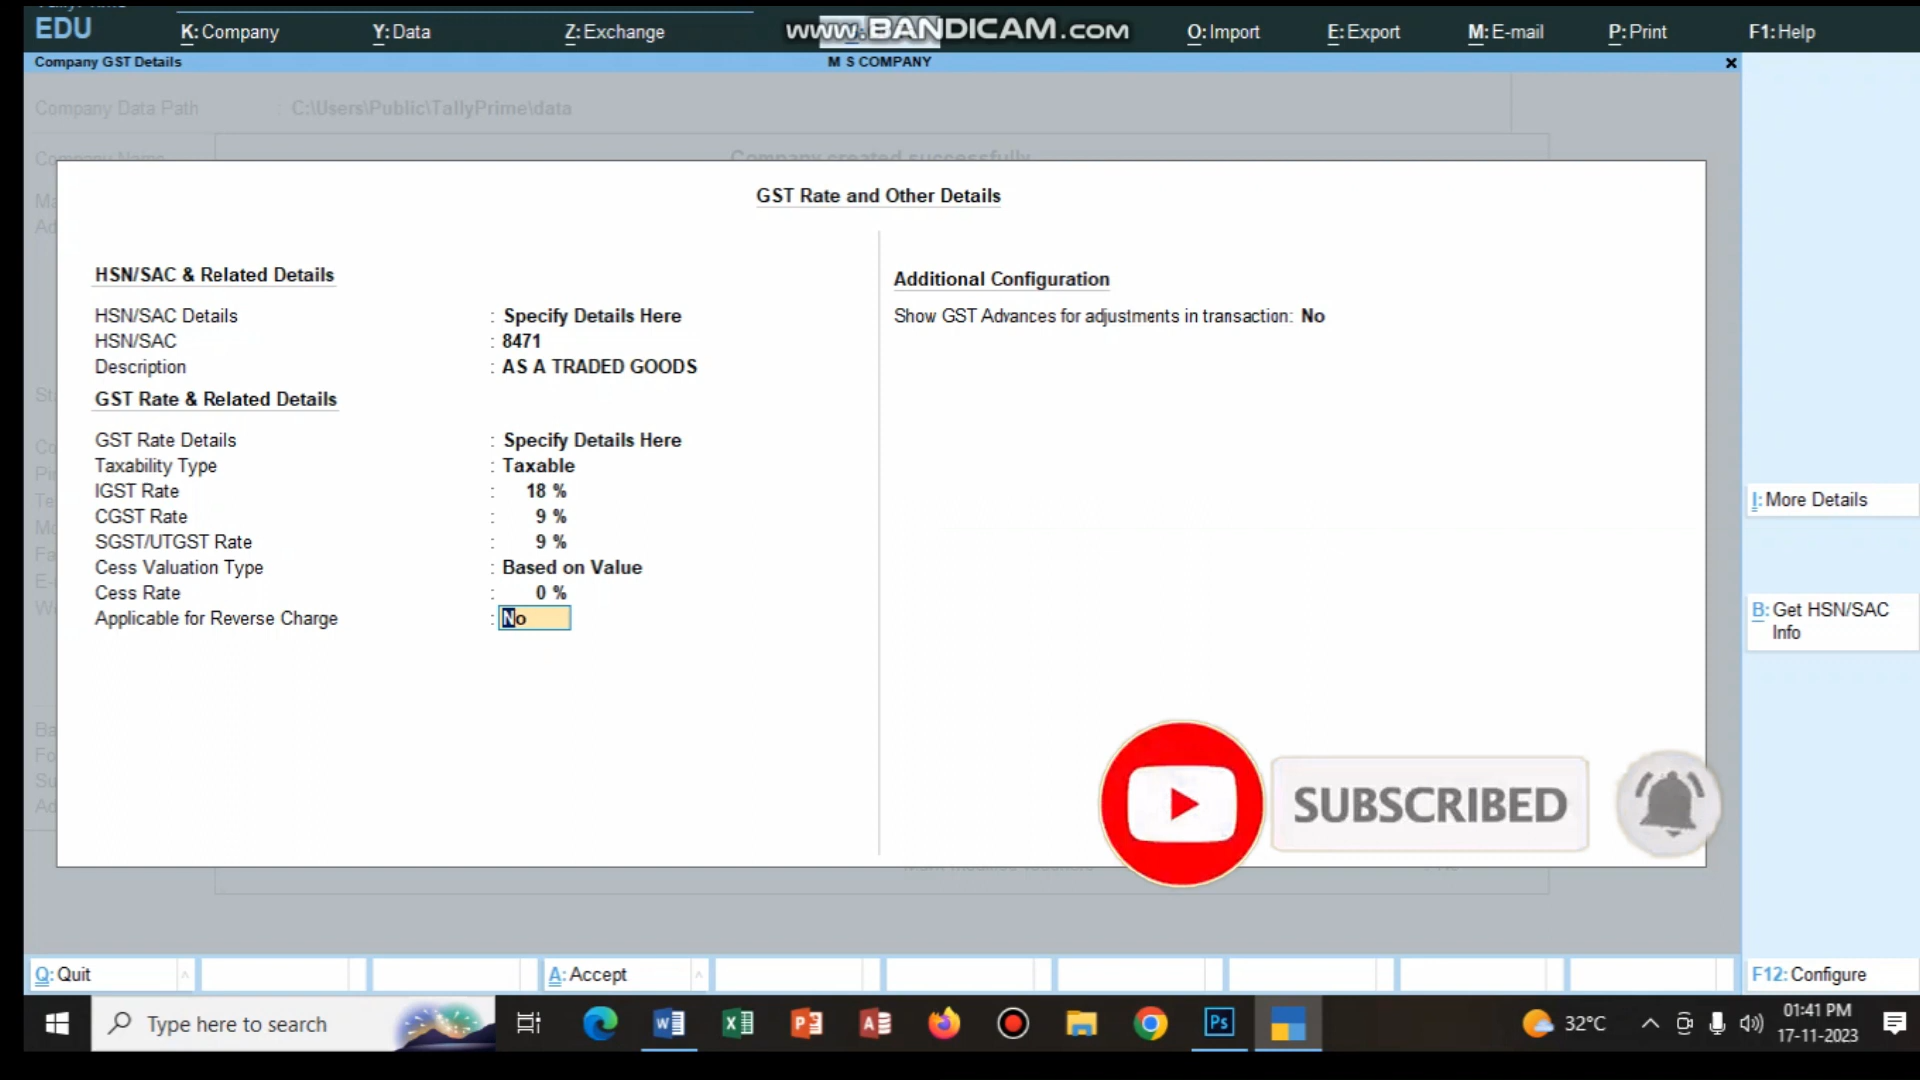 EDU
K: Company
Y: Data
Z: Exchange
www.BANDICAM.com
O: Import
E: Export
M: E-mail
P: Print
F1: Help
Company GST Details
M S COMPANY
Company Data Path : C:\Users\Public\TallyPrime\data
Company Name
Company created successfully
GST Rate and Other Details
HSN/SAC & Related Details
HSN/SAC Details : Specify Details Here
HSN/SAC : 8471
Description : AS A TRADED GOODS
GST Rate & Related Details
GST Rate Details : Specify Details Here
Taxability Type : Taxable
IGST Rate : 18 %
CGST Rate : 9 %
SGST/UTGST Rate : 9 %
Cess Valuation Type : Based on Value
Cess Rate : 0 %
Applicable for Reverse Charge : No
Additional Configuration
Show GST Advances for adjustments in transaction: No
I: More Details
B: Get HSN/SAC
Info
SUBSCRIBED
Q: Quit
A: Accept
F12: Configure
Type here to search
Ps
32°C
01:41 PM
17-11-2023